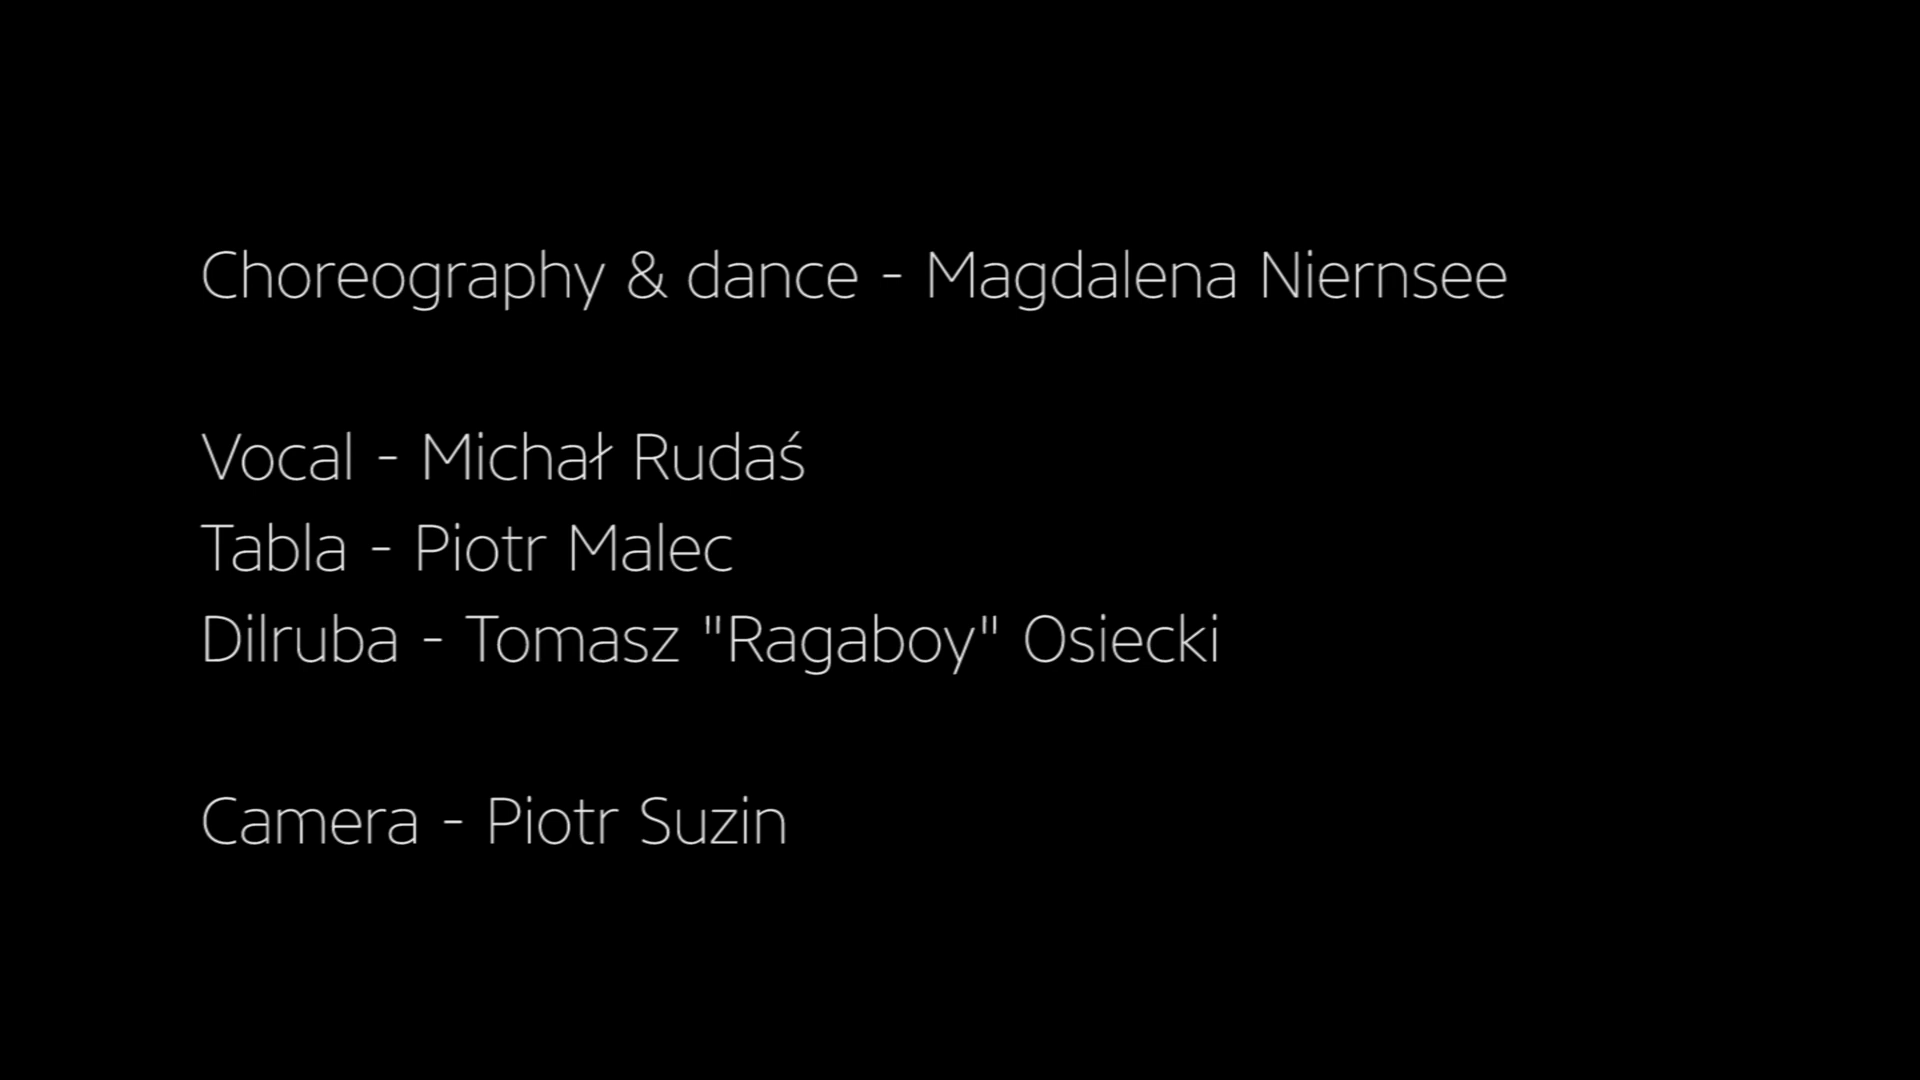 Choreography & dance - Magdalena Niernsee
Vocal - Michał Rudaś
Tabla - Piotr Malec
Dilruba - Tomasz "Ragaboy" Osiecki
Camera - Piotr Suzin